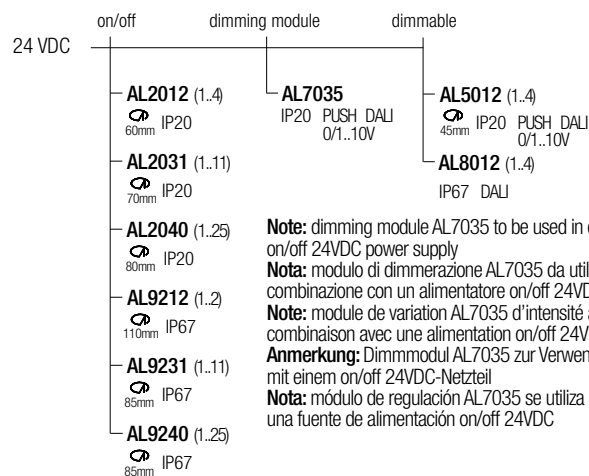 on/off dimming module dimmable
24 VDC
AL2012 (1..4)
60mm IP20
AL2031 (1..11)
70mm IP20
AL2040 (1..25)
80mm IP20
AL9212 (1..2)
110mm IP67
AL9231 (1..11)
85mm IP67
AL9240 (1..25)
85mm IP67
AL7035
IP20 PUSH DALI
0/1..10V
AL5012 (1..4)
45mm IP20 PUSH DALI
0/1..10V
AL8012 (1..4)
IP67 DALI
Note: dimming module AL7035 to be used in
on/off 24VDC power supply
Nota: modulo di dimmerazione AL7035 da
combinazione con un alimentatore on/off
Note: module de variation AL7035 d'intensité
combinaison avec une alimentation on/off
Anmerkung: Dimmmodul AL7035 zur
mit einem on/off 24VDC-Netzteil
Nota: módulo de regulación AL7035 se utiliza
una fuente de alimentación on/off 24VDC